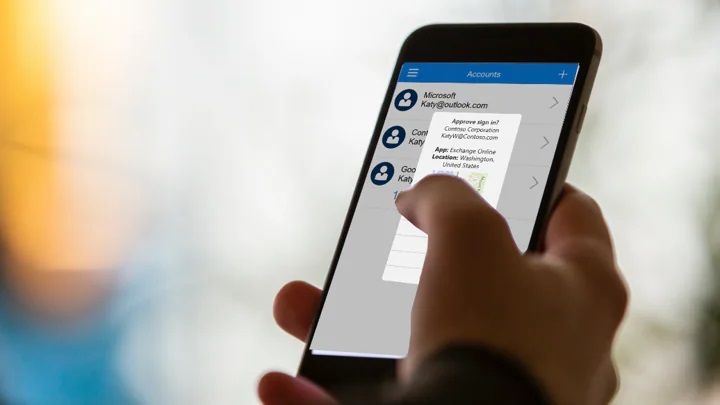 Accounts
Microsoft
Katy@outlook.com
Approve sign in?
Contoso Corporation
KatyW@Contoso.com
App: Exchange Online
Location: Washington,
United States